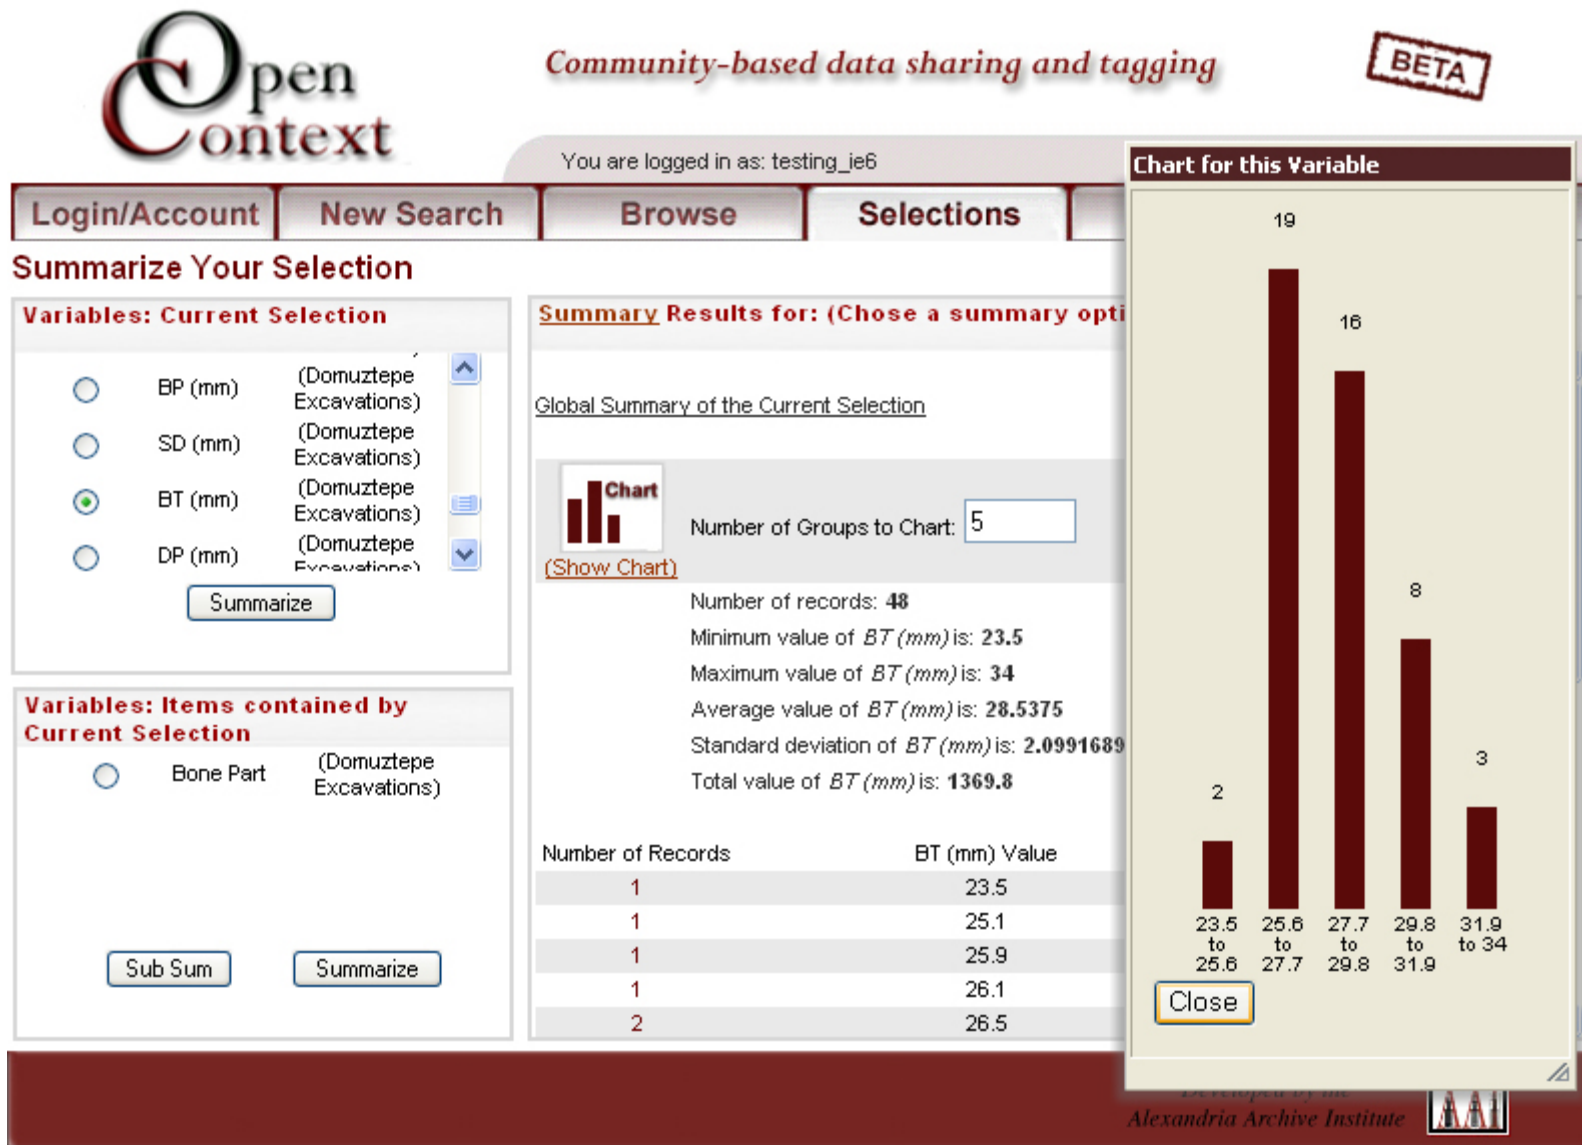 Open Context
Community-based data sharing and tagging
BETA
You are logged in as: testing_ie6
Login/Account
New Search
Browse
Selections
Summarize Your Selection
Variables: Current Selection
BP (mm)
(Domuztepe
Excavations)
SD (mm)
(Domuztepe
Excavations)
BT (mm)
(Domuztepe
Excavations)
DP (mm)
(Domuztepe
Excavations)
Summarize
Variables: Items contained by
Current Selection
Bone Part
(Domuztepe
Excavations)
Sub Sum
Summarize
Summary Results for: (Chose a summary opti
Global Summary of the Current Selection
Chart
(Show Chart)
Number of Groups to Chart: 5
Number of records: 48
Minimum value of BT (mm) is: 23.5
Maximum value of BT (mm) is: 34
Average value of BT (mm) is: 28.5375
Standard deviation of BT (mm) is: 2.0991689
Total value of BT (mm) is: 1369.8
Number of Records BT (mm) Value
1 23.5
1 25.1
1 25.9
1 26.1
2 26.5
Chart for this Variable
19
16
8
3
2
23.5 to 25.6
25.6 to 27.7
27.7 to 29.8
29.8 to 31.9
31.9 to 34
Close
Developed by the
Alexandria Archive Institute
AAI